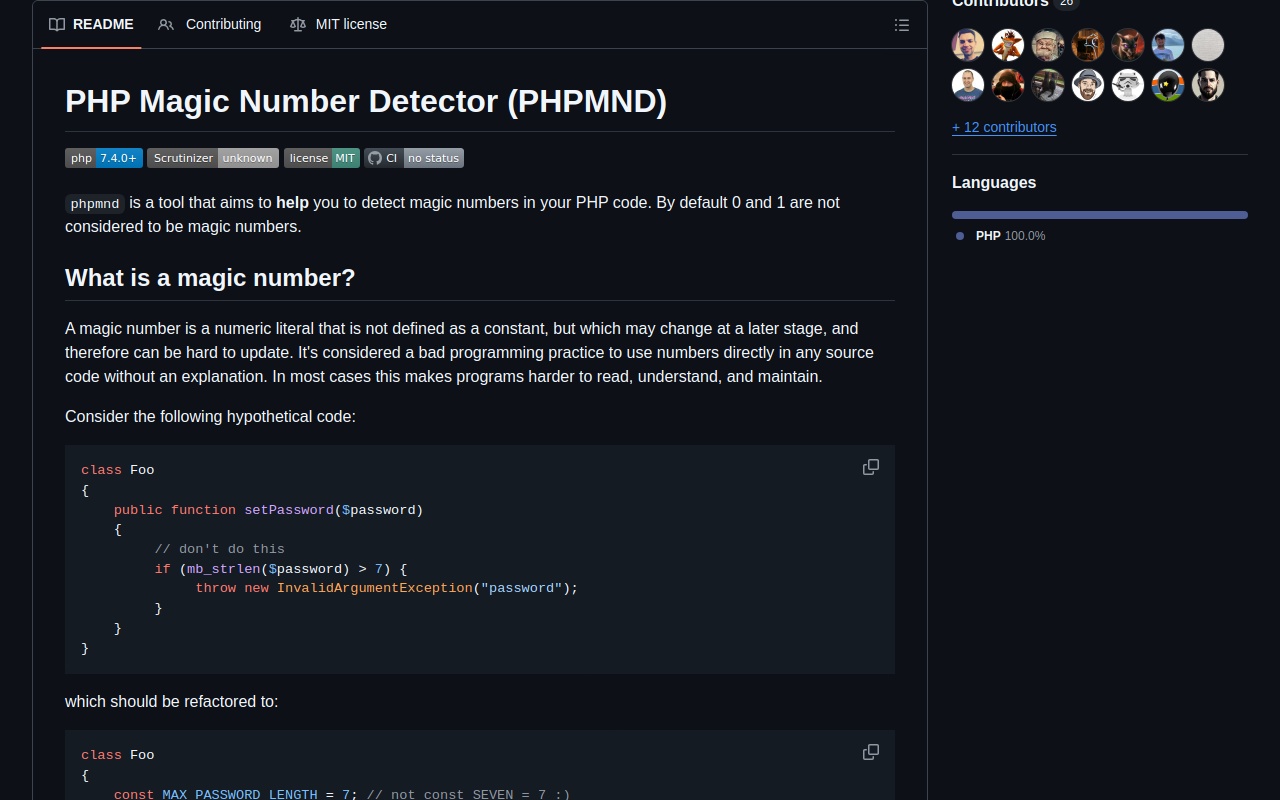 README
Contributing
MIT license
PHP Magic Number Detector (PHPMND)
php 7.4.0+ Scrutinizer unknown license MIT CI no status
phpmnd is a tool that aims to help you to detect magic numbers in your PHP code. By default 0 and 1 are not
considered to be magic numbers.
What is a magic number?
A magic number is a numeric literal that is not defined as a constant, but which may change at a later stage, and
therefore can be hard to update. It's considered a bad programming practice to use numbers directly in any source
code without an explanation. In most cases this makes programs harder to read, understand, and maintain.
Consider the following hypothetical code:
class Foo
{
    public function setPassword($password)
    {
         // don't do this
         if (mb_strlen($password) > 7) {
              throw new InvalidArgumentException("password");
         }
    }
}
which should be refactored to:
class Foo
{
    const MAX_PASSWORD_LENGTH = 7; // not const SEVEN = 7 :)
Contributors 26
+ 12 contributors
Languages
PHP 100.0%